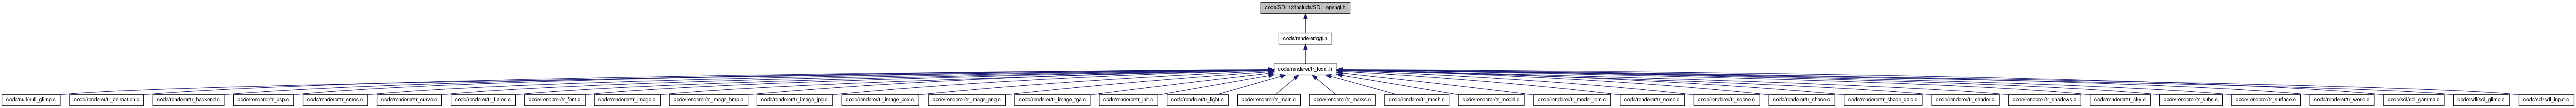 code/SDL12/include/SDL_opengl.h
code/renderer/qgl.h
code/renderer/tr_local.h
code/null/null_glimp.c
code/renderer/tr_animation.c
code/renderer/tr_backend.c
code/renderer/tr_bsp.c
code/renderer/tr_cmds.c
code/renderer/tr_curve.c
code/renderer/tr_flares.c
code/renderer/tr_font.c
code/renderer/tr_image.c
code/renderer/tr_image_bmp.c
code/renderer/tr_image_jpg.c
code/renderer/tr_image_pcx.c
code/renderer/tr_image_png.c
code/renderer/tr_image_tga.c
code/renderer/tr_init.c
code/renderer/tr_light.c
code/renderer/tr_main.c
code/renderer/tr_marks.c
code/renderer/tr_mesh.c
code/renderer/tr_model.c
code/renderer/tr_model_iqm.c
code/renderer/tr_noise.c
code/renderer/tr_scene.c
code/renderer/tr_shade.c
code/renderer/tr_shade_calc.c
code/renderer/tr_shader.c
code/renderer/tr_shadows.c
code/renderer/tr_sky.c
code/renderer/tr_subs.c
code/renderer/tr_surface.c
code/renderer/tr_world.c
code/sdl/sdl_gamma.c
code/sdl/sdl_glimp.c
code/sdl/sdl_input.c